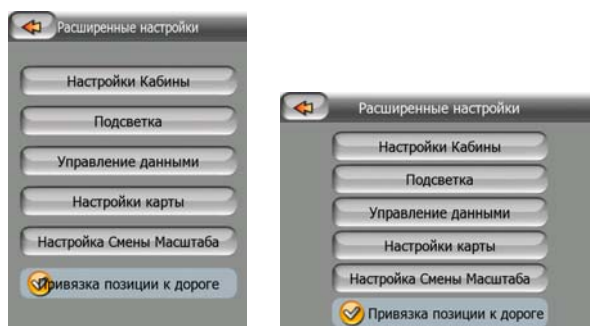 Расширенные настройки
Настройки Кабины
Подсветка
Управление данными
Настройки карты
Настройка Смены Масштаба
Привязка позиции к дороге
Расширенные настройки
Настройки Кабины
Подсветка
Управление данными
Настройки карты
Настройка Смены Масштаба
Привязка позиции к дороге